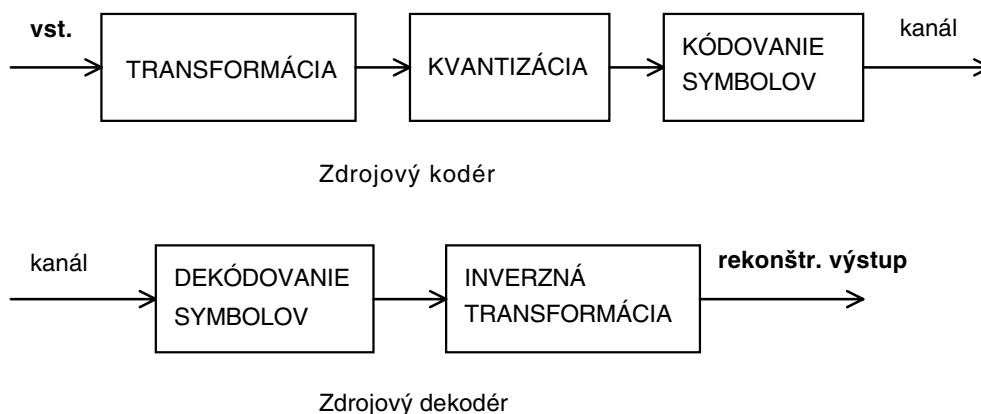 vst.
TRANSFORMÁCIA
KVANTIZÁCIA
KÓDOVANIE
SYMBOLOV
kanál
Zdrojový kodér
kanál
DEKÓDOVANIE
SYMBOLOV
INVERZNÁ
TRANSFORMÁCIA
rekonštr. výstup
Zdrojový dekodér